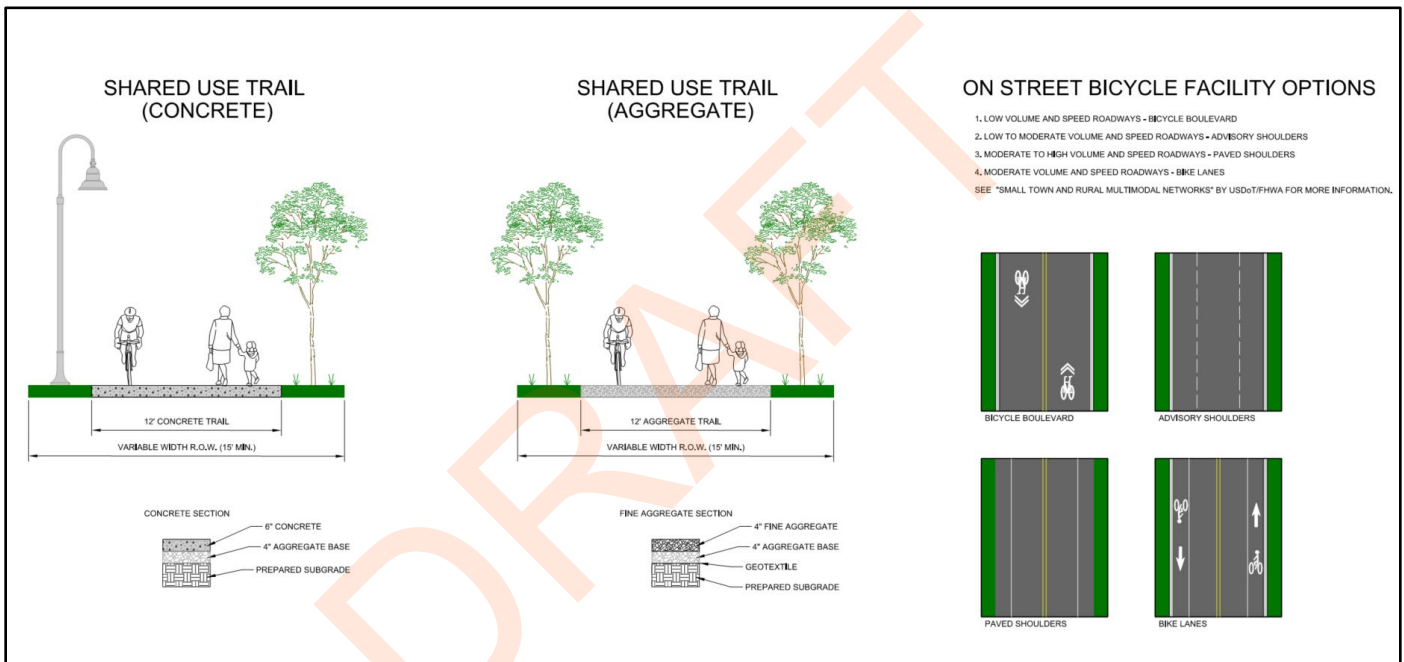 SHARED USE TRAIL
(CONCRETE)
12' CONCRETE TRAIL
VARIABLE WIDTH R.O.W. (15' MIN.)
CONCRETE SECTION
6" CONCRETE
4" AGGREGATE BASE
PREPARED SUBGRADE
SHARED USE TRAIL
(AGGREGATE)
12' AGGREGATE TRAIL
VARIABLE WIDTH R.O.W. (15' MIN.)
FINE AGGREGATE SECTION
4" FINE AGGREGATE
4" AGGREGATE BASE
GEOTEXTILE
PREPARED SUBGRADE
ON STREET BICYCLE FACILITY OPTIONS
1. LOW VOLUME AND SPEED ROADWAYS - BICYCLE BOULEVARD
2. LOW TO MODERATE VOLUME AND SPEED ROADWAYS - ADVISORY SHOULDERS
3. MODERATE TO HIGH VOLUME AND SPEED ROADWAYS - PAVED SHOULDERS
4. MODERATE VOLUME AND SPEED ROADWAYS - BIKE LANES
SEE "SMALL TOWN AND RURAL MULTIMODAL NETWORKS" BY USDoT/FHWA FOR MORE INFORMATION.
BICYCLE BOULEVARD
ADVISORY SHOULDERS
PAVED SHOULDERS
BIKE LANES
DRAFT